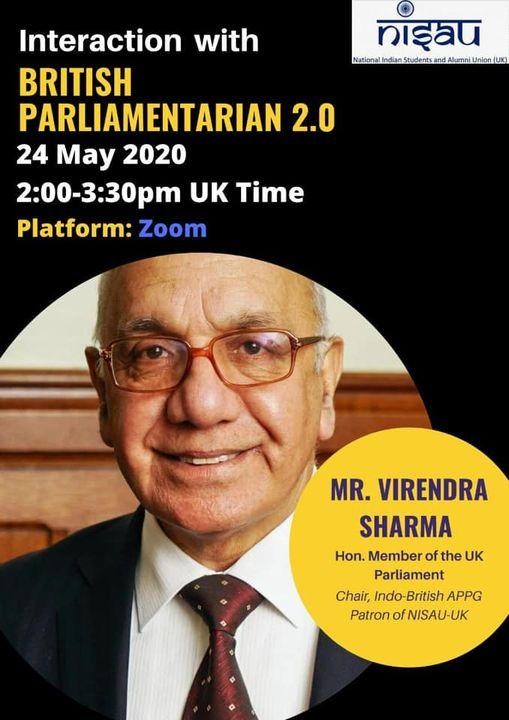 nisau
National Indian Students and Alumni Union (UK)
Interaction with
BRITISH
PARLIAMENTARIAN 2.0
24 May 2020
2:00-3:30pm UK Time
Platform: Zoom
MR. VIRENDRA
SHARMA
Hon. Member of the UK
Parliament
Chair, Indo-British APPG
Patron of NISAU-UK